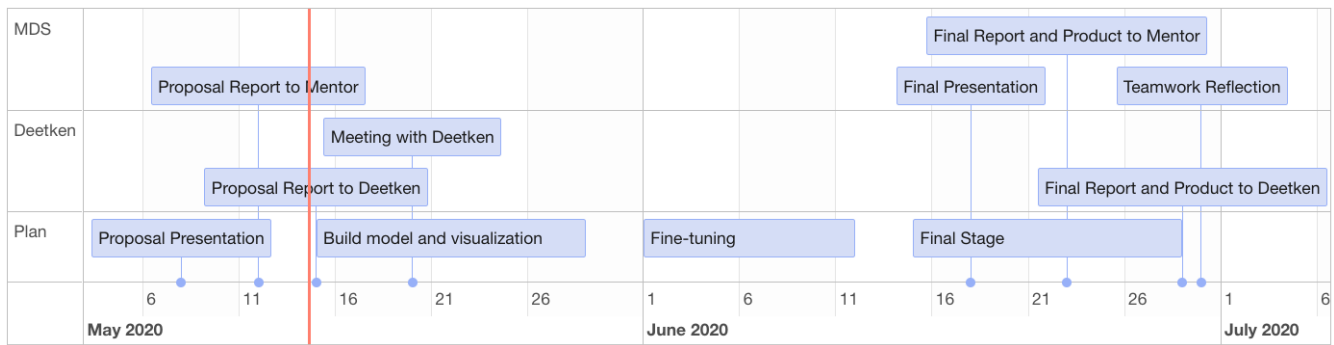 MDS
Final Report and Product to Mentor
Proposal Report to Mentor
Final Presentation
Teamwork Reflection
Deetken
Meeting with Deetken
Proposal Report to Deetken
Final Report and Product to Deetken
Plan
Proposal Presentation
Build model and visualization
Fine-tuning
Final Stage
6 11 16 21 26 1 6 11 16 21 26 1 6
May 2020 June 2020 July 2020